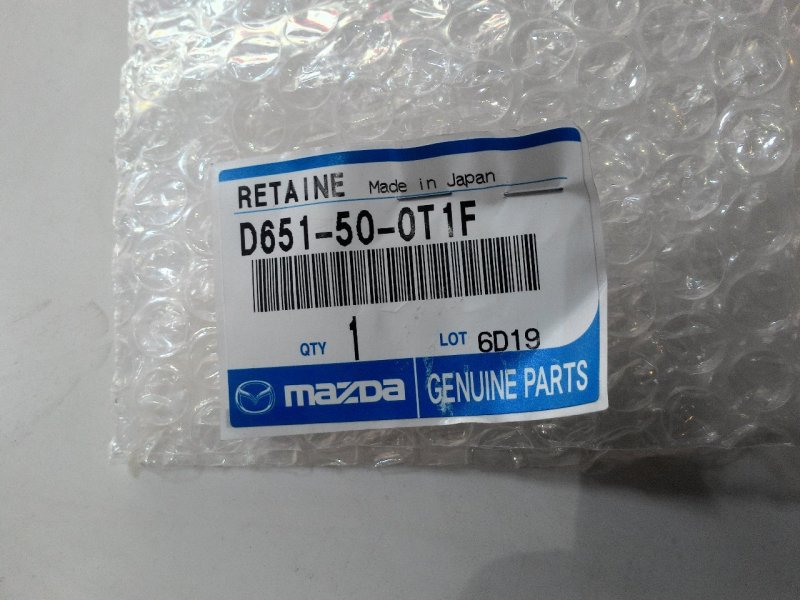 RETAINE Made in Japan
D651-50-0T1F
QTY 1 LOT 6D19
mazda GENUINE PARTS